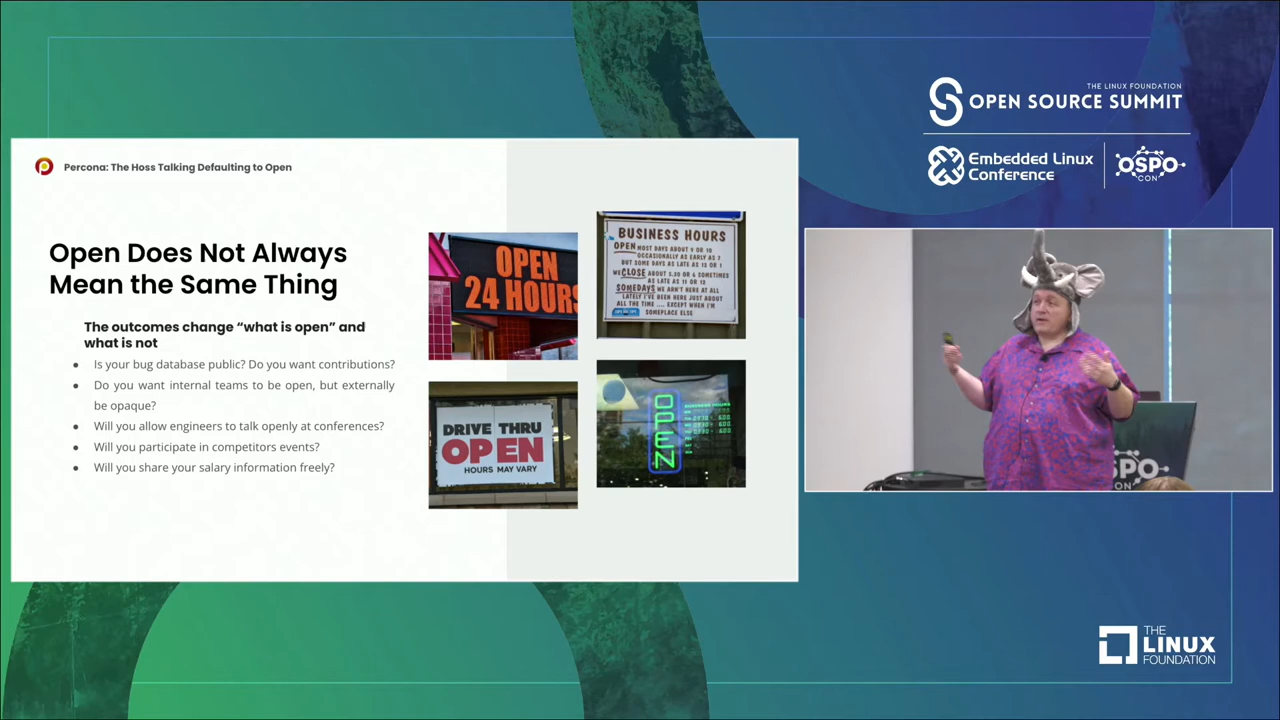 THE LINUX FOUNDATION
OPEN SOURCE SUMMIT
Embedded Linux
Conference
OSPO
CON
Percona: The Hoss Talking Defaulting to Open
Open Does Not Always
Mean the Same Thing
The outcomes change “what is open” and
what is not
● Is your bug database public? Do you want contributions?
● Do you want internal teams to be open, but externally
be opaque?
● Will you allow engineers to talk openly at conferences?
● Will you participate in competitors events?
● Will you share your salary information freely?
OPEN
24 HOURS
BUSINESS HOURS
OPEN MOST DAYS ABOUT 9 OR 10
OCCASIONALLY AS EARLY AS 7
BUT SOME DAYS AS LATE AS 12 OR 1
WE CLOSE ABOUT 5:30 OR 6 SOMETIMES
AS LATE AS 11 OR 12
SOMEDAYS WE ARN'T HERE AT ALL
LATELY I'VE BEEN HERE JUST ABOUT
ALL THE TIME .... EXCEPT WHEN I'M
SOMEPLACE ELSE
DRIVE THRU
OPEN
HOURS MAY VARY
OPEN
BUSINESS HOURS
OSPO
CON
THE
LINUX
FOUNDATION